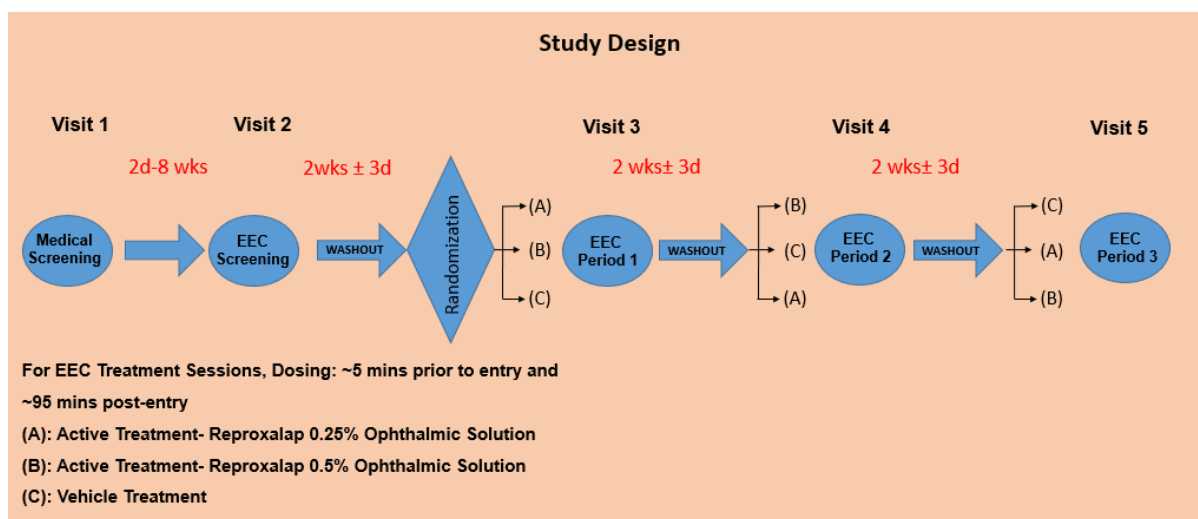 Study Design
Visit 1
Visit 2
Visit 3
Visit 4
Visit 5
2d-8 wks
2wks ± 3d
2 wks± 3d
2 wks± 3d
Medical
Screening
EEC
Screening
WASHOUT
Randomization
(A)
(B)
(C)
EEC
Period 1
WASHOUT
(B)
(C)
(A)
EEC
Period 2
WASHOUT
(C)
(A)
(B)
EEC
Period 3
For EEC Treatment Sessions, Dosing: ~5 mins prior to entry and
~95 mins post-entry
(A): Active Treatment- Reproxalap 0.25% Ophthalmic Solution
(B): Active Treatment- Reproxalap 0.5% Ophthalmic Solution
(C): Vehicle Treatment